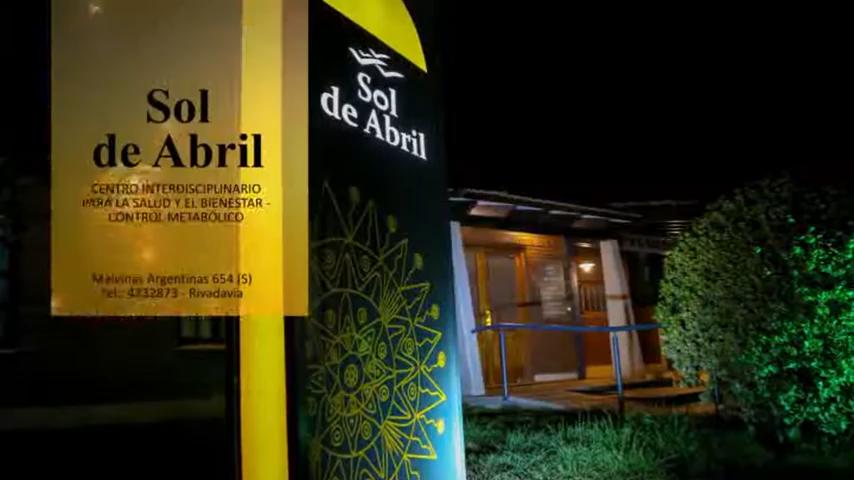 Sol
de Abril
CENTRO INTERDISCIPLINARIO
PARA LA SALUD Y EL BIENESTAR -
CONTROL METABÓLICO
Malvinas Argentinas 654 (S)
Tel.: 4232873 - Rivadavia
Sol
de Abril